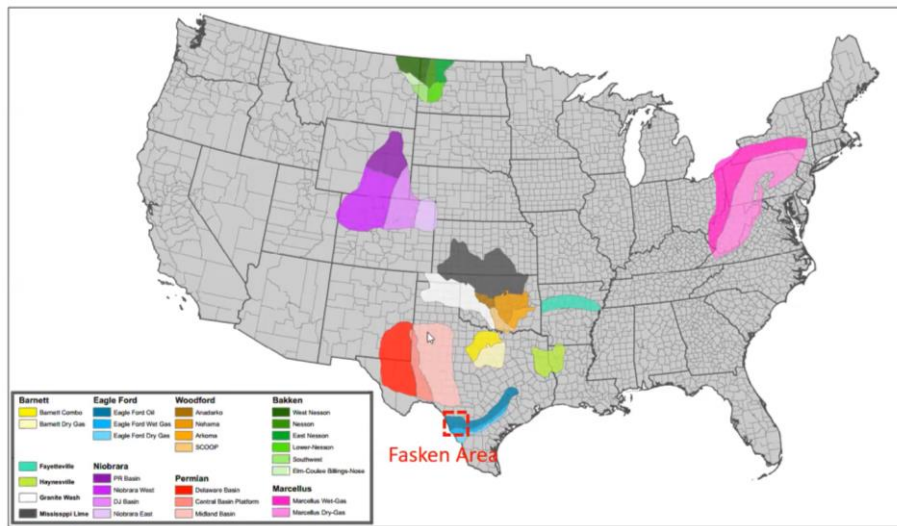 Fasken Area
Barnett
Barnett Combo
Barnett Dry Gas
Fayetteville
Haynesville
Granite Wash
Mississippi Lime
Eagle Ford
Eagle Ford Oil
Eagle Ford Wet Gas
Eagle Ford Dry Gas
Niobrara
PR Basin
Niobrara West
DJ Basin
Niobrara East
Woodford
Anadarko
Nehama
Arkoma
SCOOP
Permian
Delaware Basin
Central Basin Platform
Midland Basin
Bakken
West Nesson
Nesson
East Nesson
Lower-Nesson
Southwest
Elm-Coulee Billings-Nose
Marcellus
Marcellus Wet-Gas
Marcellus Dry-Gas